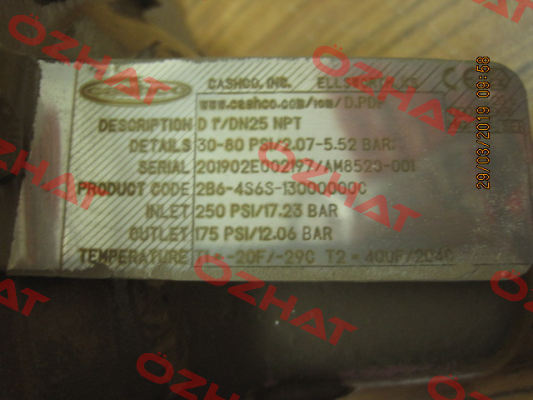 CASHCO, INC. ELLSWORTH, KS
www.cashco.com/iom/D.PDF
DESCRIPTION D 1"/DN25 NPT
DETAILS 30-80 PSI/2.07-5.52 BAR
SERIAL 201902E002197/AM8523-001
PRODUCT CODE 2B6-4S6S-13000000C
INLET 250 PSI/17.23 BAR
OUTLET 175 PSI/12.06 BAR
TEMPERATURE T1 = -20F/-29C T2 = 400F/204C
29/03/2019 09:58
OZHAT
OZHAT
OZHAT
OZHAT
OZHAT
OZHAT
OZHAT
OZHAT